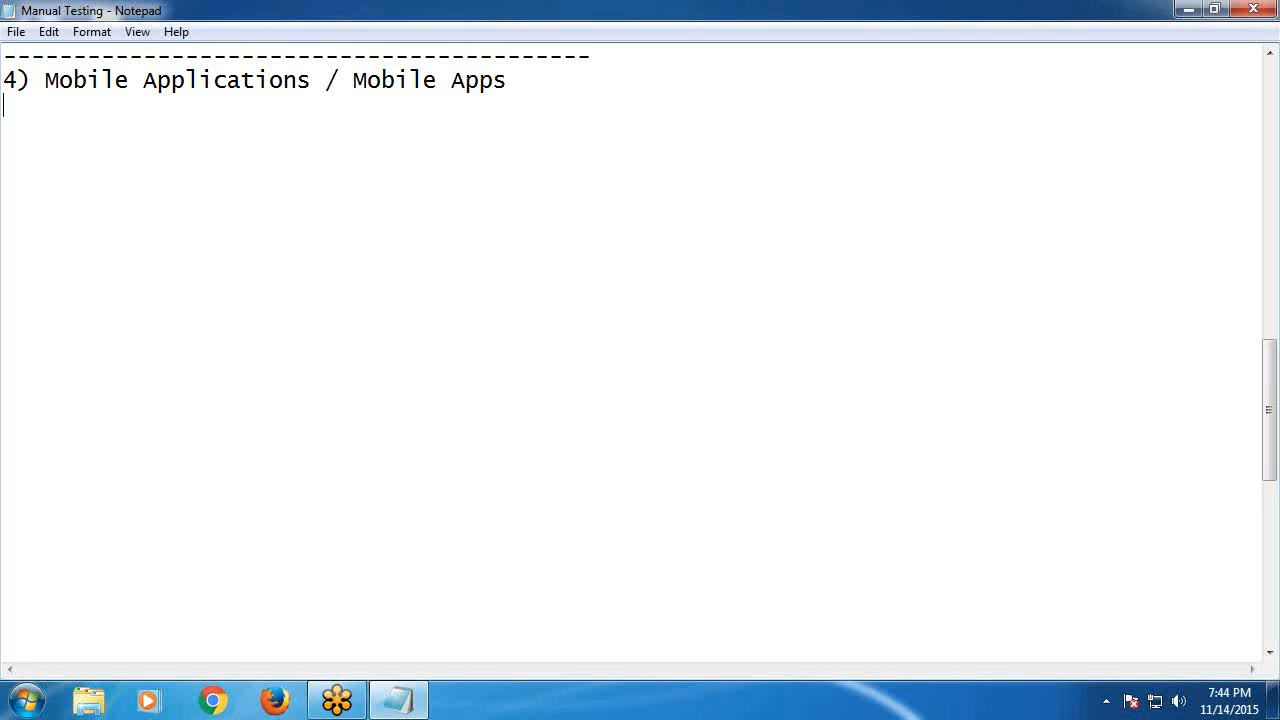 Manual Testing - Notepad
File Edit Format View Help
------------------------------------------
4) Mobile Applications / Mobile Apps
7:44 PM
11/14/2015